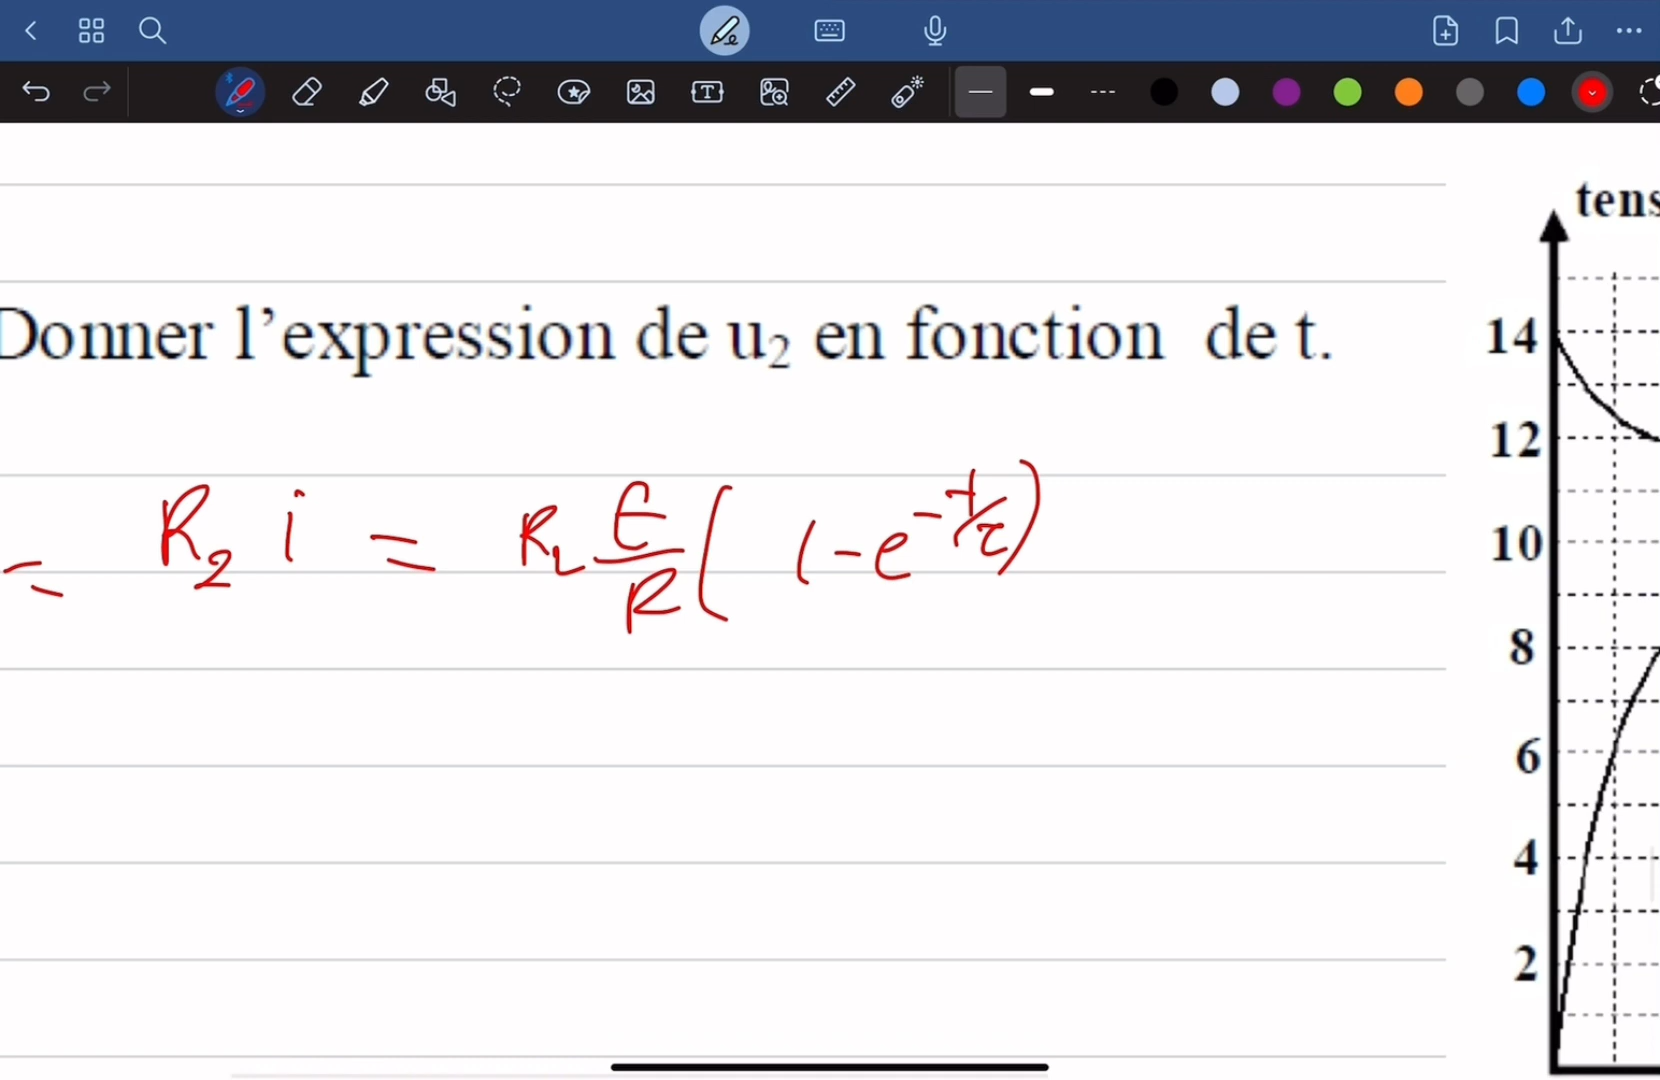 tens
Donner l’expression de u₂ en fonction de t.
= R₂ i = R₂ E/R ( 1-e^-t/τ )
14
12
10
8
6
4
2